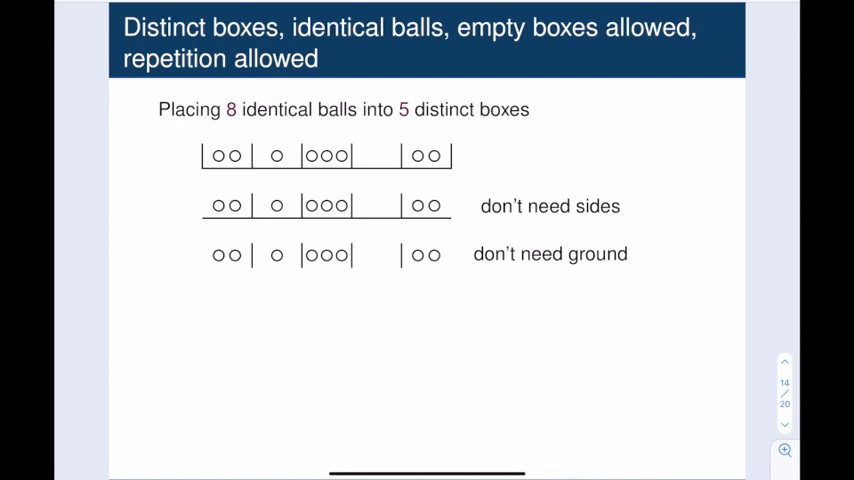 Distinct boxes, identical balls, empty boxes allowed,
repetition allowed
Placing 8 identical balls into 5 distinct boxes
don't need sides
don't need ground
14
/
20